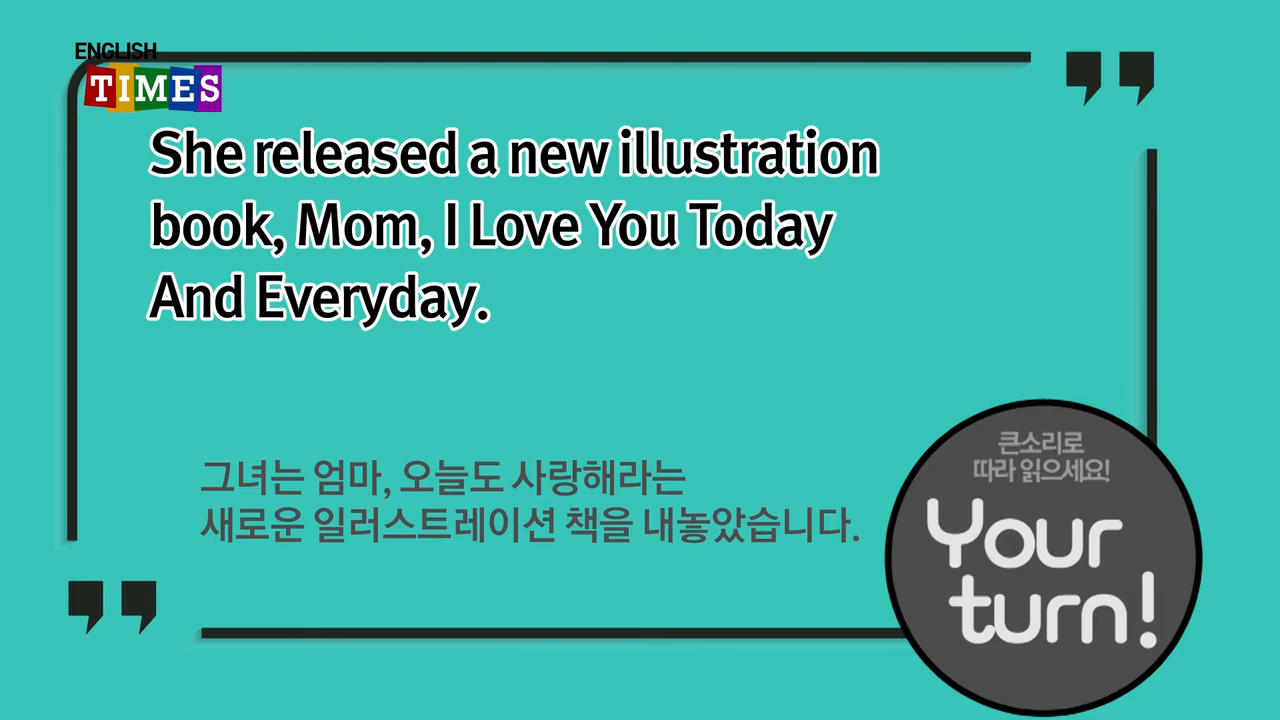 ENGLISH
TIMES
She released a new illustration
book, Mom, I Love You Today
And Everyday.
그녀는 엄마, 오늘도 사랑해라는
새로운 일러스트레이션 책을 내놓았습니다.
큰소리로
따라 읽으세요!
Your
turn!